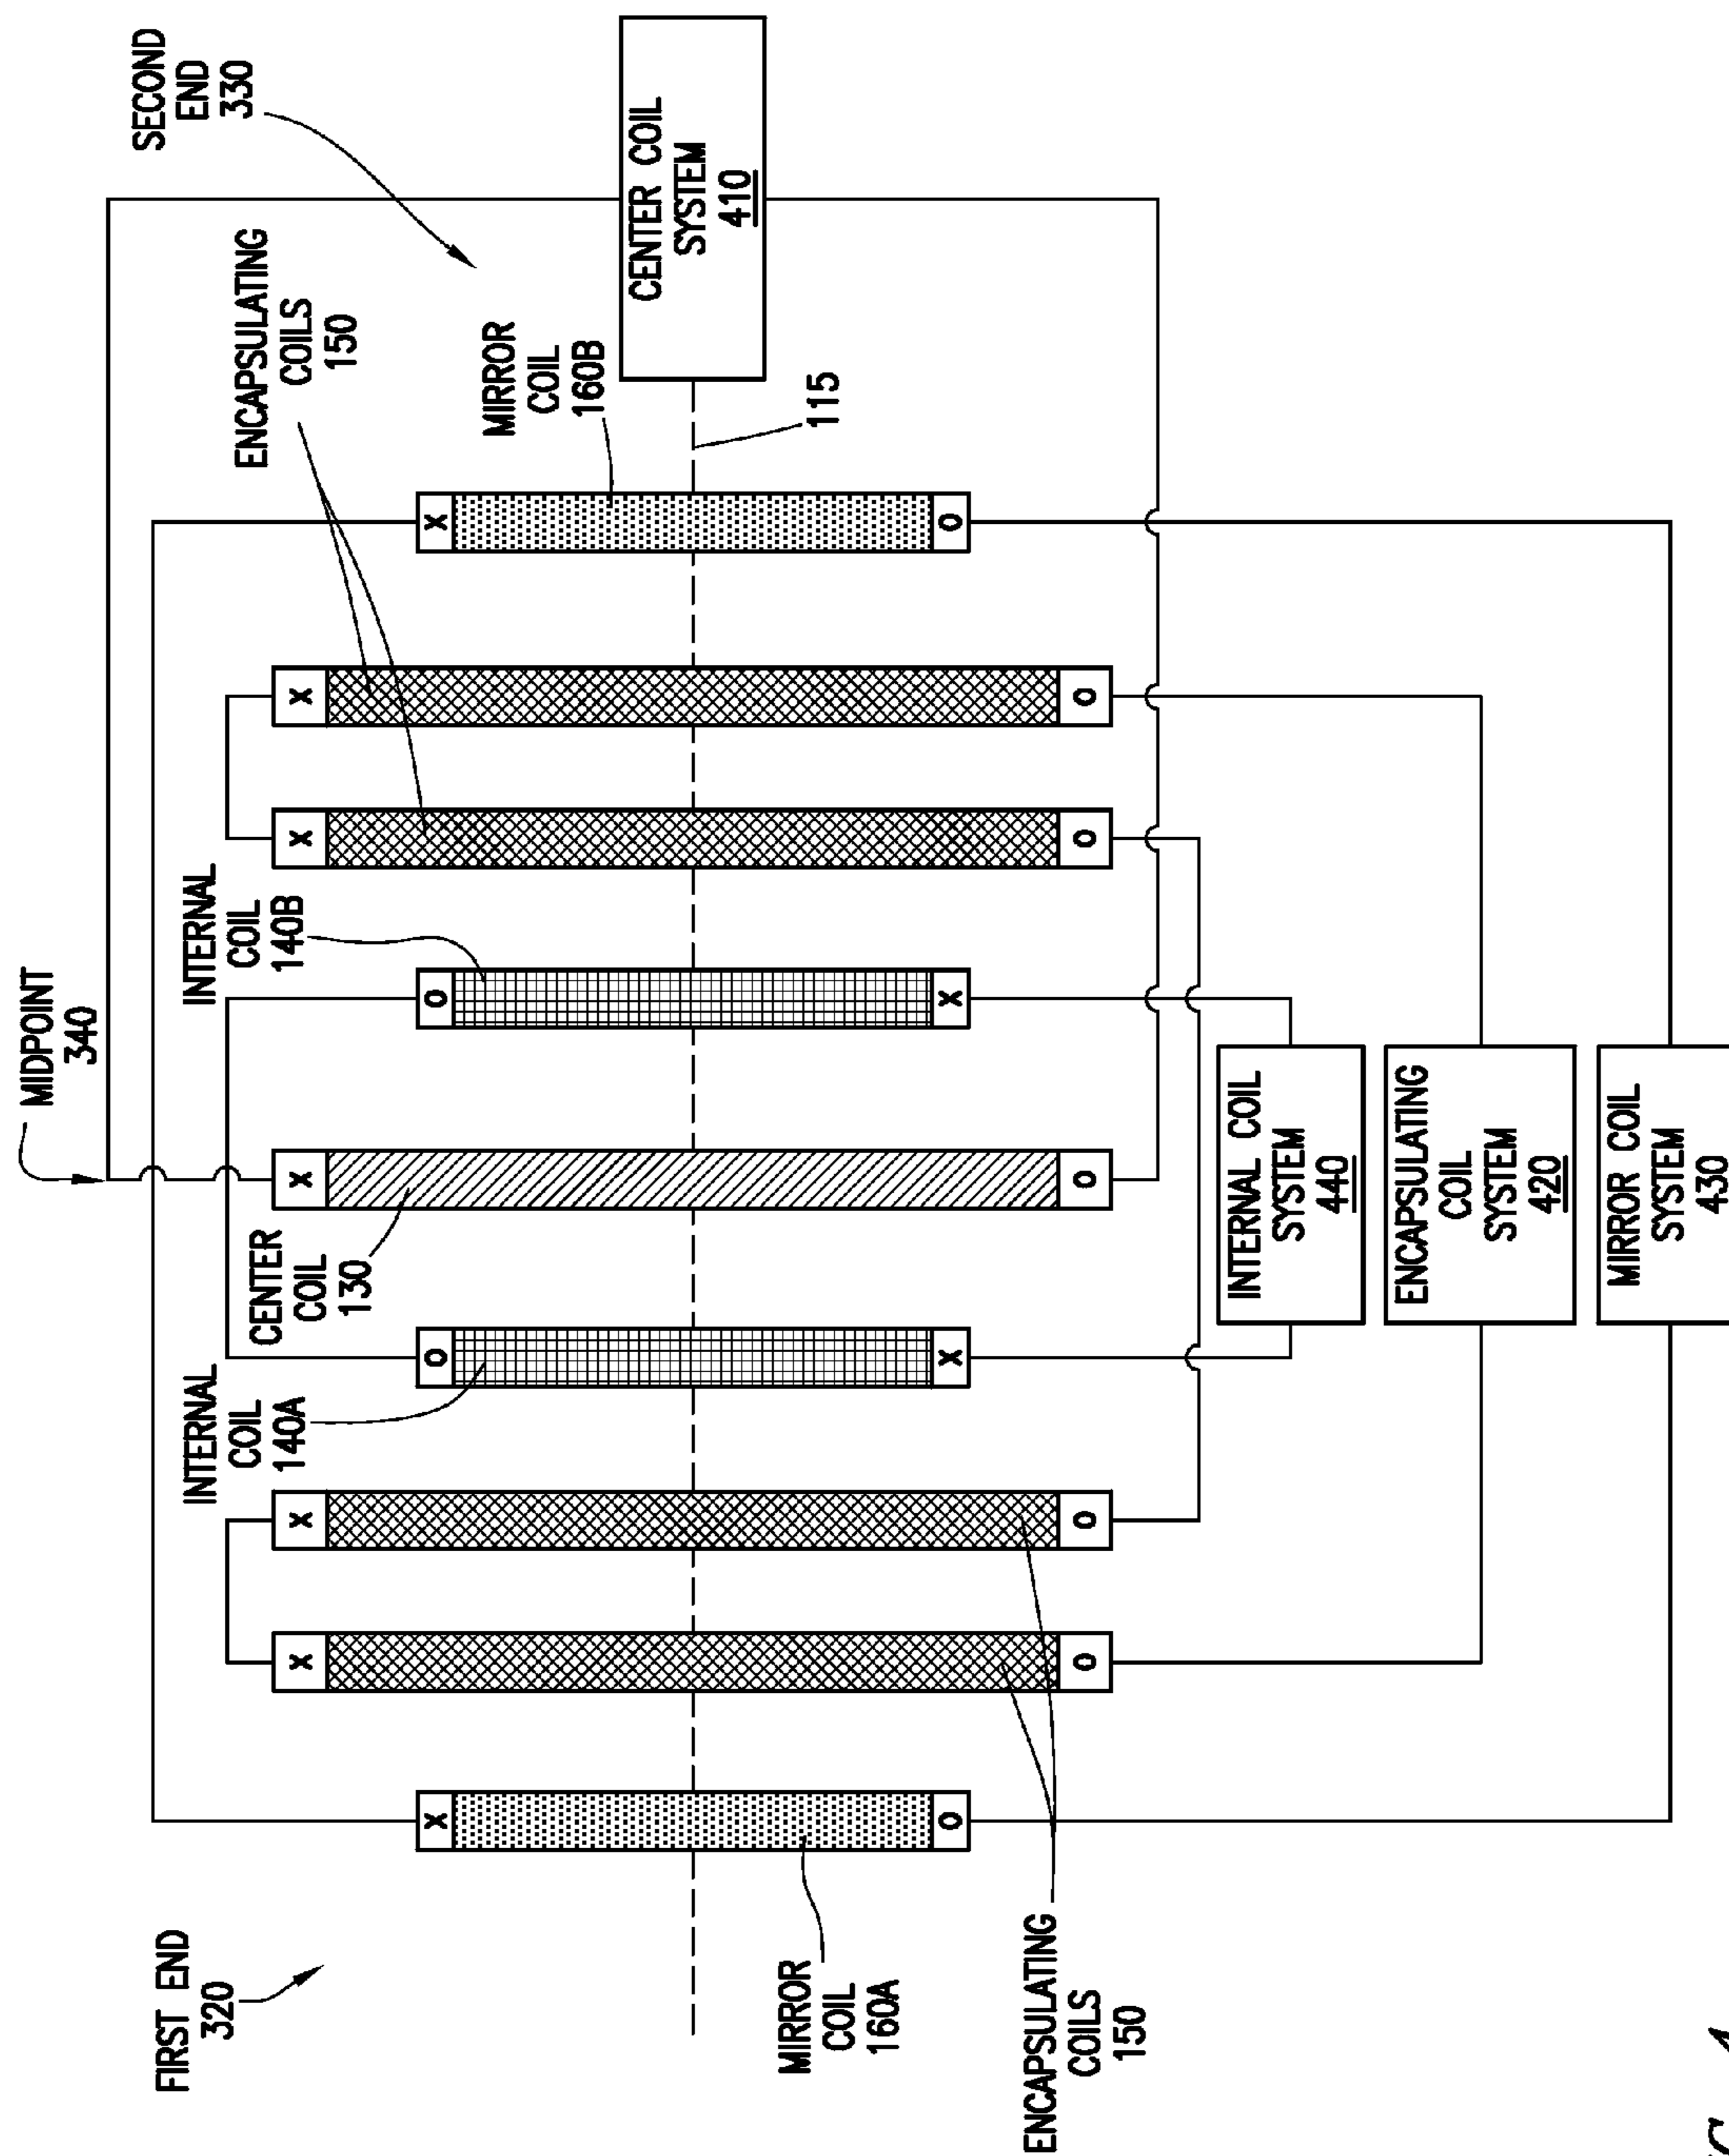 MIDPOINT
340
SECOND
END
330
ENCAPSULATING
COILS
150
INTERNAL
COIL
140B
INTERNAL
COIL
140A
FIRST END
320
CENTER
COIL
130
MIRROR
COIL
160B
CENTER COIL
SYSTEM
410
115
X
X
X
O
X
O
X
X
X
O
O
O
X
O
X
O
O
O
MIRROR
COIL
160A
ENCAPSULATING
COILS
150
INTERNAL COIL
SYSTEM
440
ENCAPSULATING
COIL
SYSTEM
420
MIRROR COIL
SYSTEM
430